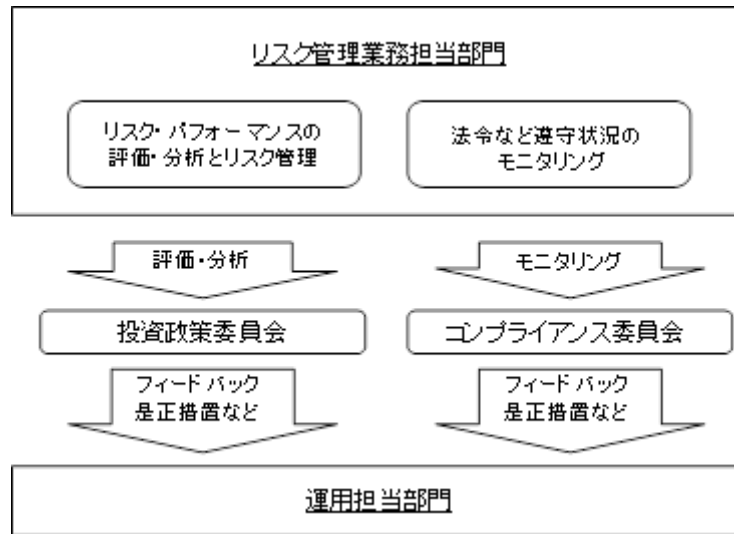 リスク管理業務担当部門
リスク・パフォーマンスの
評価・分析とリスク管理
法令など遵守状況の
モニタリング
評価・分析
モニタリング
投資政策委員会
コンプライアンス委員会
フィードバック
是正措置など
フィードバック
是正措置など
運用担当部門